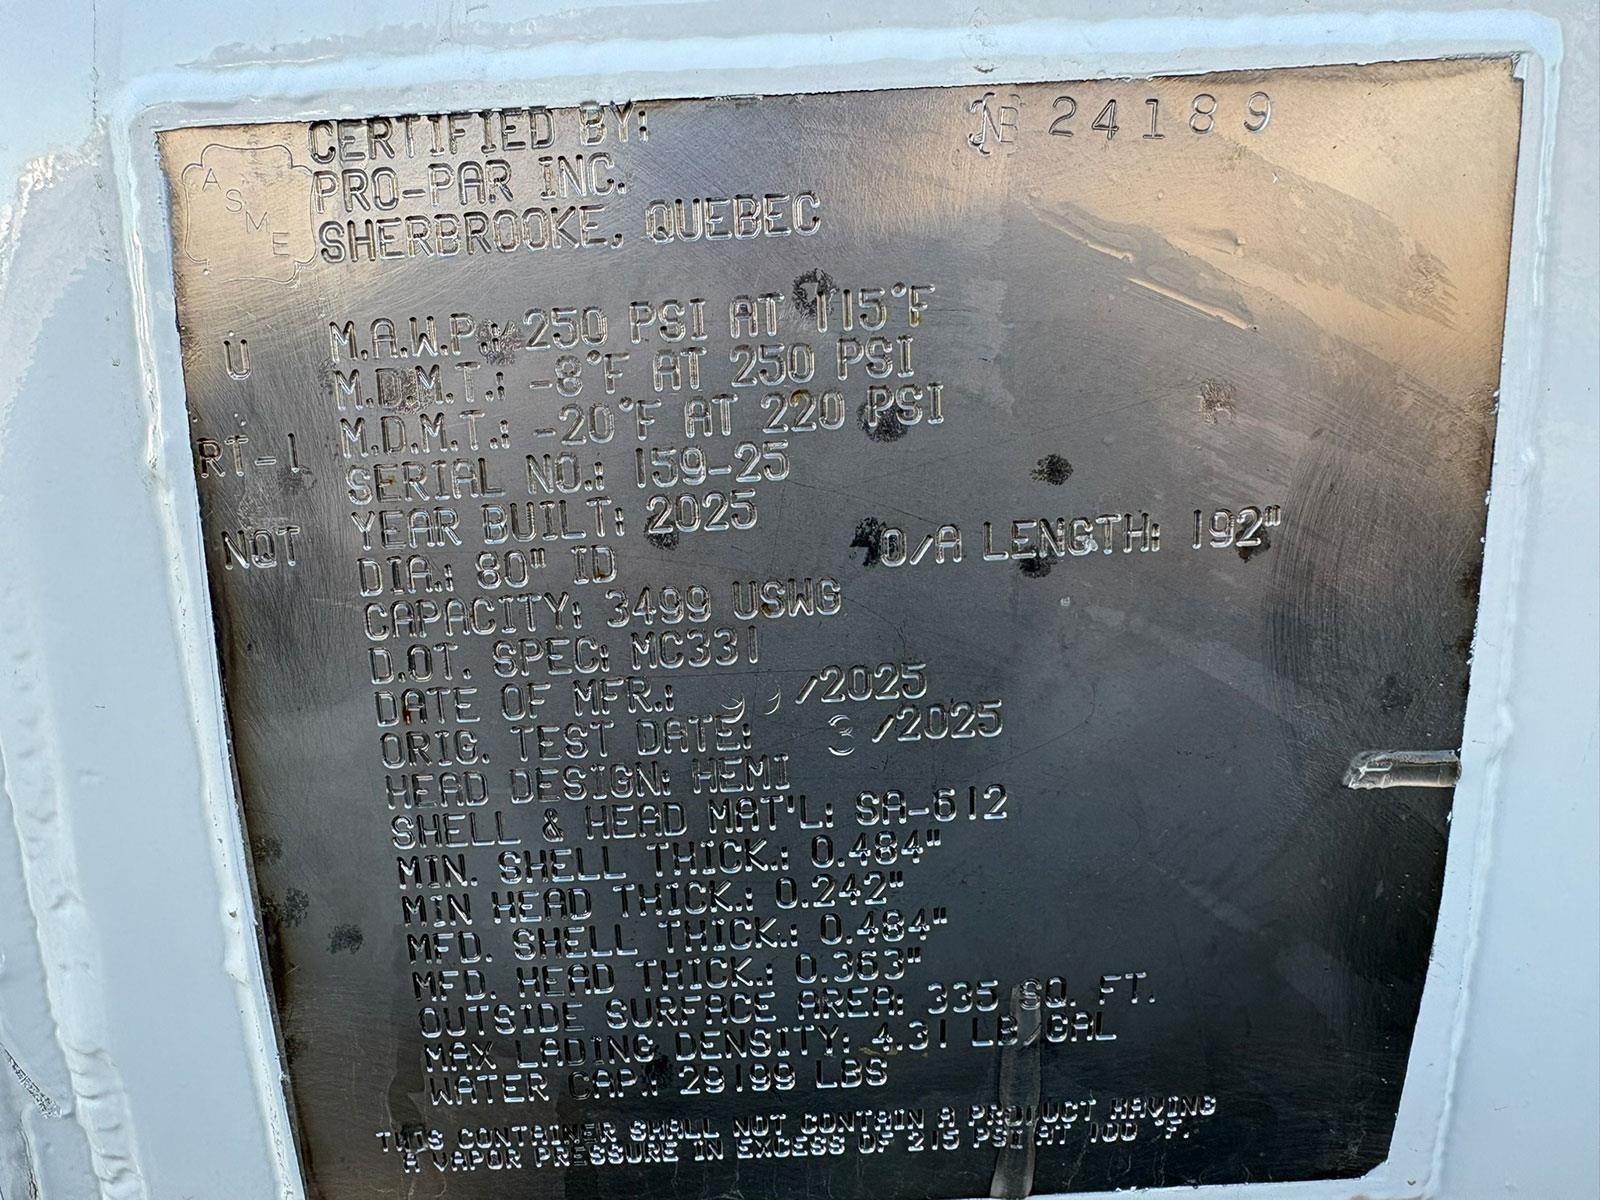 CERTIFIED BY:
NB 24189
PRO-PAR INC.
SHERBROOKE, QUEBEC
ASME
U
RT-1
NQT
M.A.W.P.: 250 PSI AT 115°F
M.D.M.T.: -8°F AT 250 PSI
M.D.M.T.: -20°F AT 220 PSI
SERIAL NO.: 159-25
YEAR BUILT: 2025
DIA.: 80" ID O/A LENGTH: 192"
CAPACITY: 3499 USWG
D.OT. SPEC: MC331
DATE OF MFR.: /2025
ORIG. TEST DATE: 3/2025
HEAD DESIGN: HEMI
SHELL & HEAD MAT'L: SA-612
MIN. SHELL THICK.: 0.484"
MIN HEAD THICK.: 0.242"
MFD. SHELL THICK.: 0.484"
MFD. HEAD THICK.: 0.363"
OUTSIDE SURFACE AREA: 335 SQ. FT.
MAX LADING DENSITY: 4.31 LB/GAL
WATER CAP.: 29199 LBS
THIS CONTAINER SHALL NOT CONTAIN A PRODUCT HAVING
A VAPOR PRESSURE IN EXCESS OF 215 PSI AT 100°F.